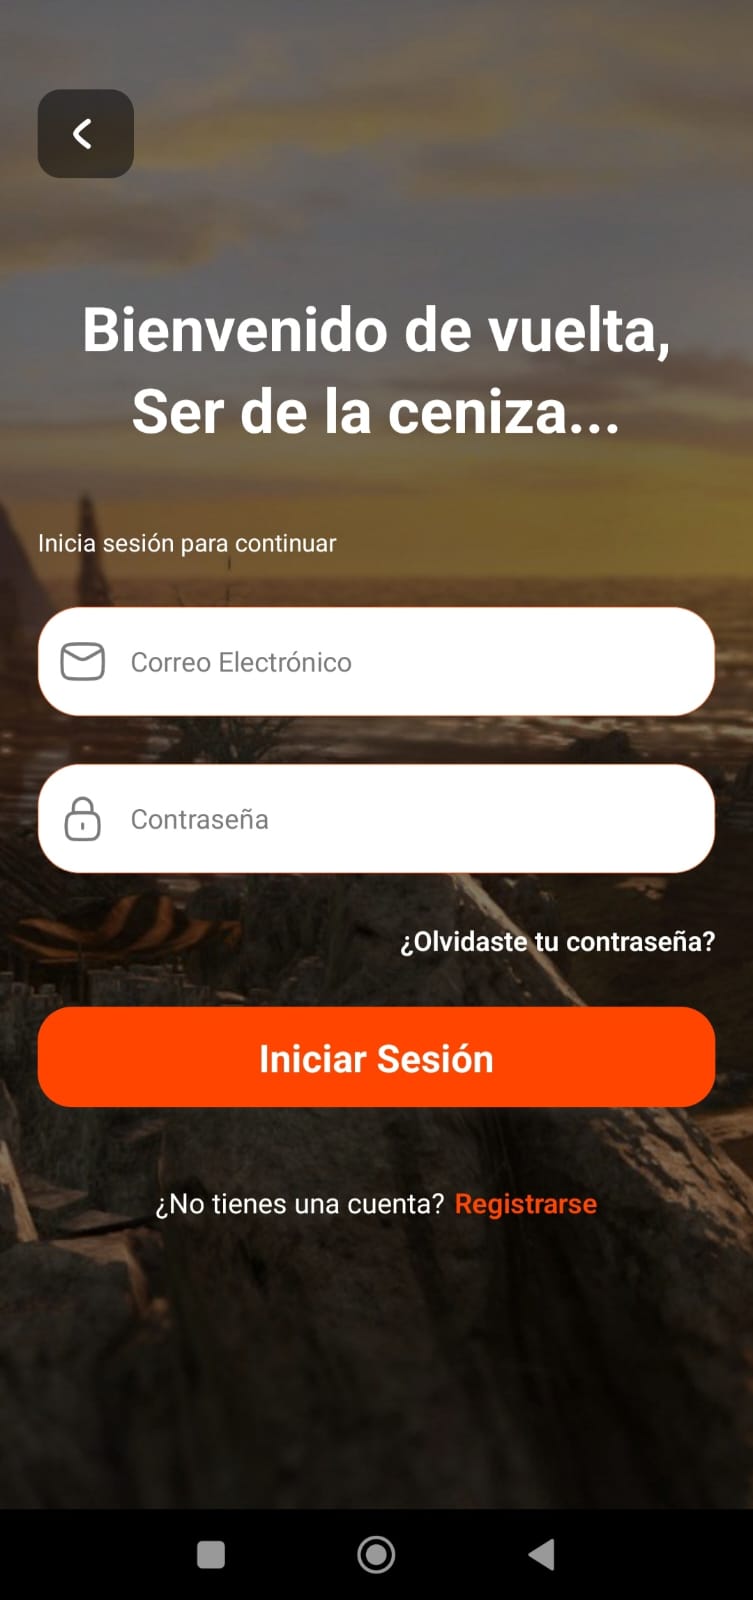 Bienvenido de vuelta,
Ser de la ceniza...
Inicia sesión para continuar
Correo Electrónico
Contraseña
¿Olvidaste tu contraseña?
Iniciar Sesión
¿No tienes una cuenta? Registrarse